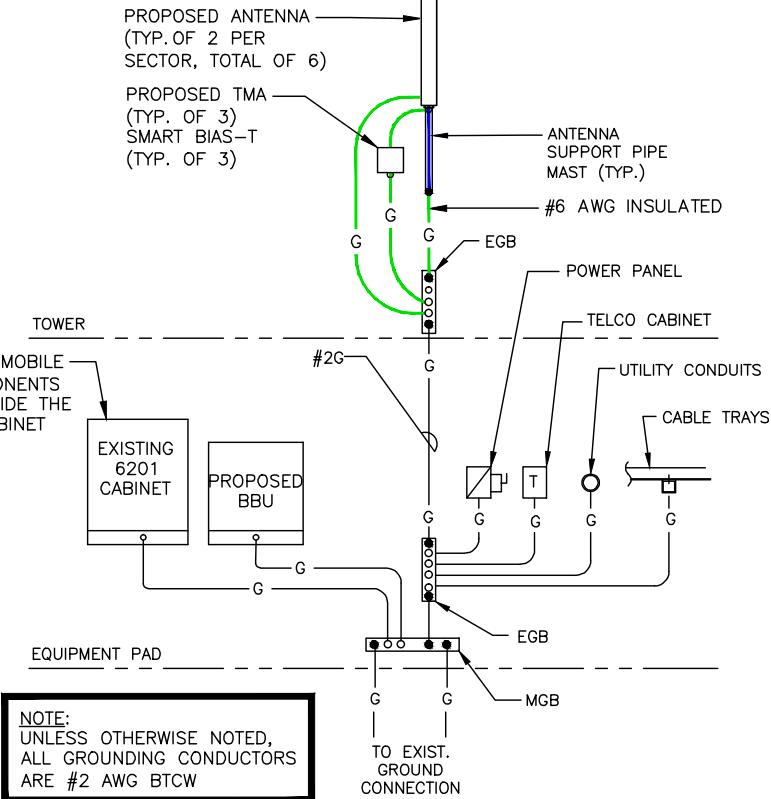 PROPOSED ANTENNA
(TYP. OF 2 PER
SECTOR, TOTAL OF 6)
PROPOSED TMA
(TYP. OF 3)
SMART BIAS-T
(TYP. OF 3)
ANTENNA
SUPPORT PIPE
MAST (TYP.)
#6 AWG INSULATED
G
G
G
EGB
POWER PANEL
TOWER
TELCO CABINET
#2G
G
MOBILE
ONENTS
IDE THE
BINET
UTILITY CONDUITS
CABLE TRAYS
EXISTING
6201
CABINET
PROPOSED
BBU
T
G
G
G
G
G
G
G
EGB
EQUIPMENT PAD
MGB
G
G
NOTE:
UNLESS OTHERWISE NOTED,
ALL GROUNDING CONDUCTORS
ARE #2 AWG BTCW
TO EXIST.
GROUND
CONNECTION